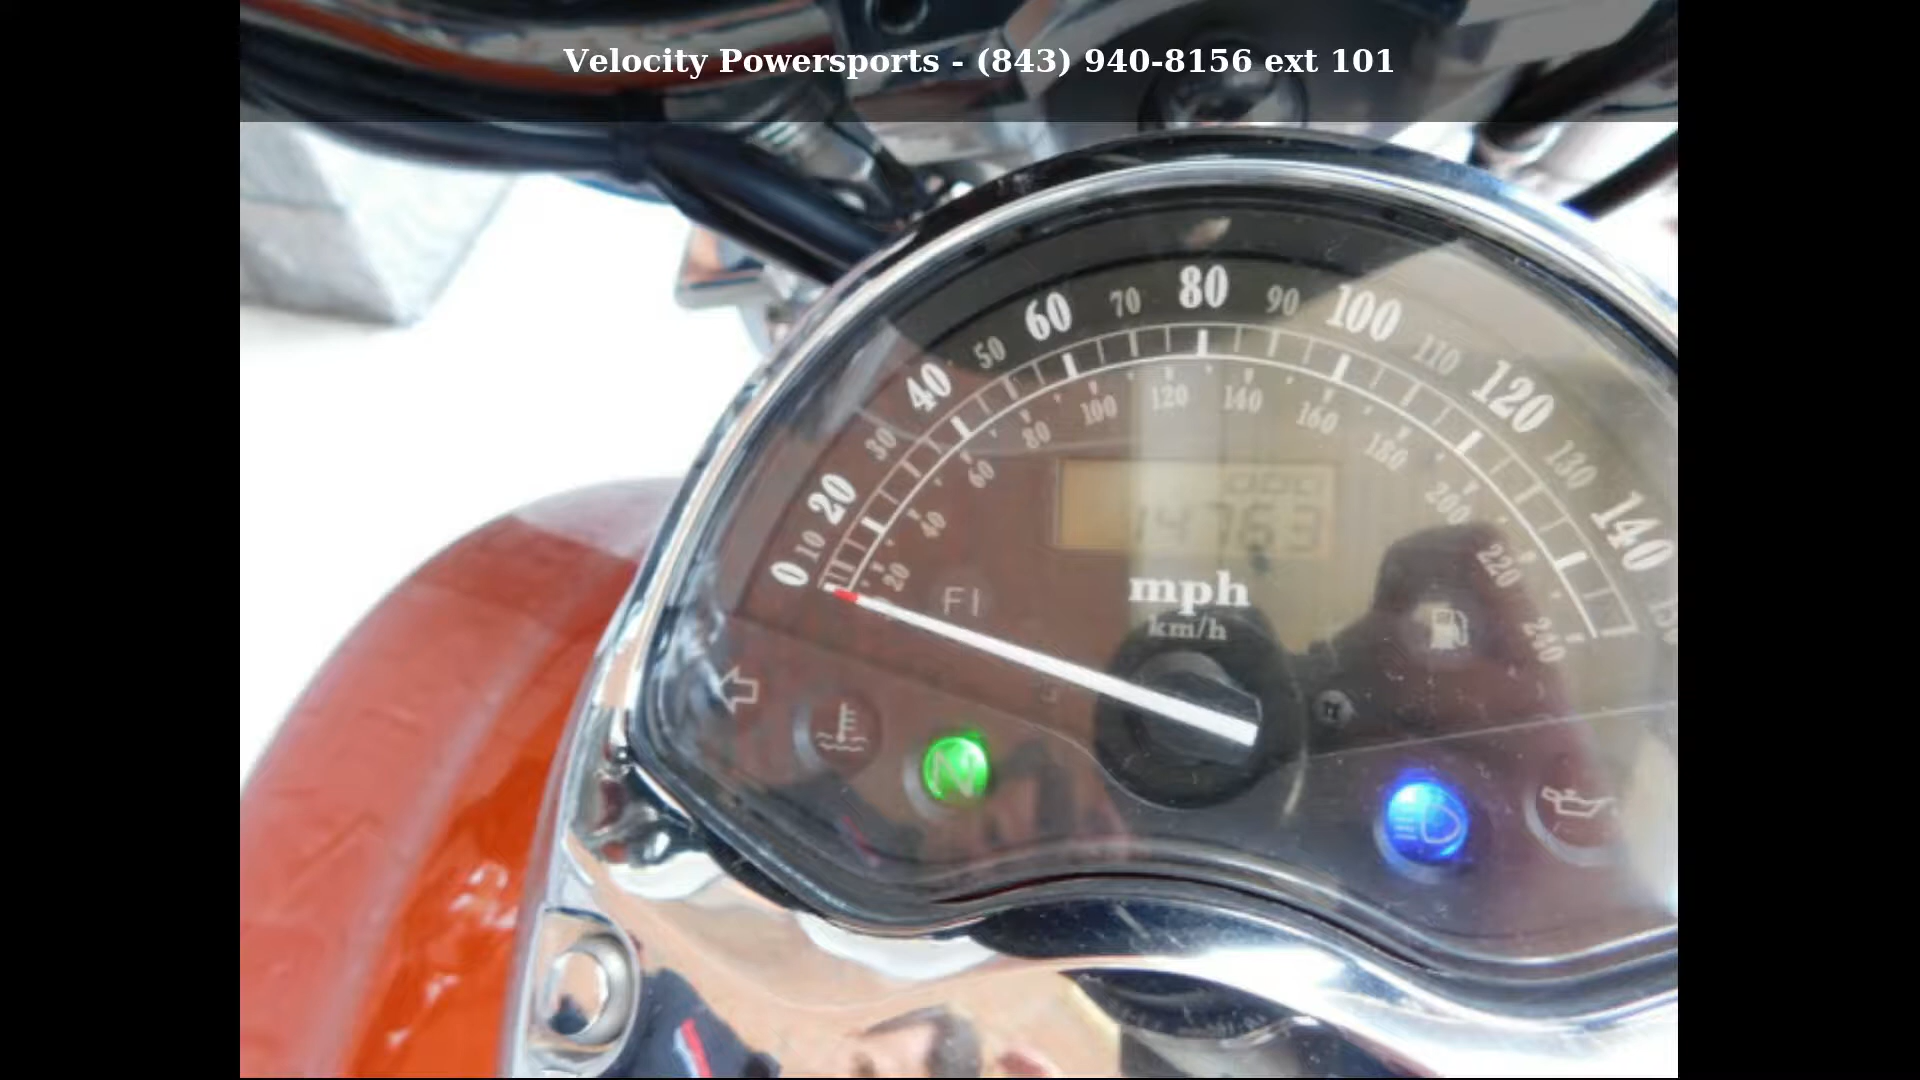 Velocity Powersports - (843) 940-8156 ext 101
0 10 20 30 40 50 60 70 80 90 100 110 120 130 140
20 40 60 80 100 120 140 160 180 200 220 240
14763
mph
km/h
FI
N